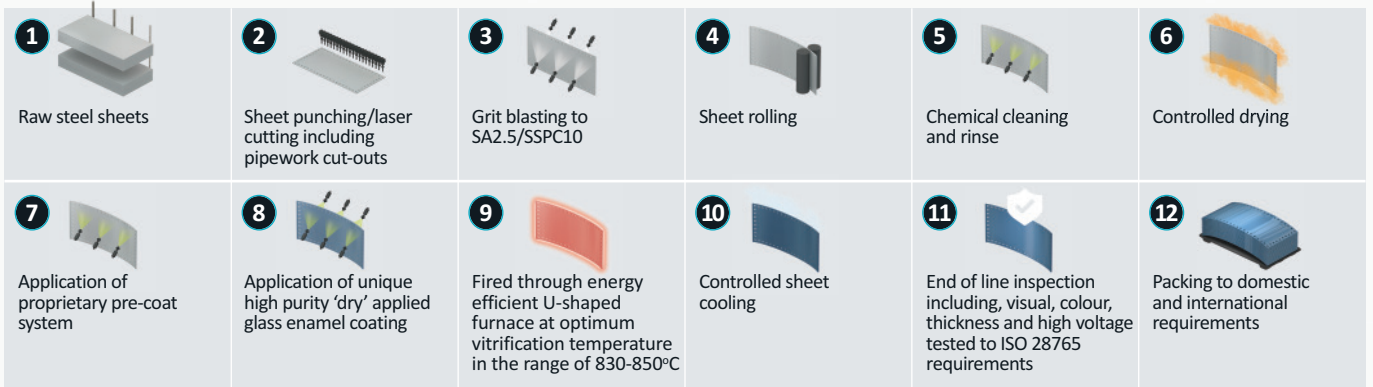 1
Raw steel sheets
2
Sheet punching/laser
cutting including
pipework cut-outs
3
Grit blasting to
SA2.5/SSPC10
4
Sheet rolling
5
Chemical cleaning
and rinse
6
Controlled drying
7
Application of
proprietary pre-coat
system
8
Application of unique
high purity ‘dry’ applied
glass enamel coating
9
Fired through energy
efficient U-shaped
furnace at optimum
vitrification temperature
in the range of 830-850ºC
10
Controlled sheet
cooling
11
End of line inspection
including, visual, colour,
thickness and high voltage
tested to ISO 28765
requirements
12
Packing to domestic
and international
requirements